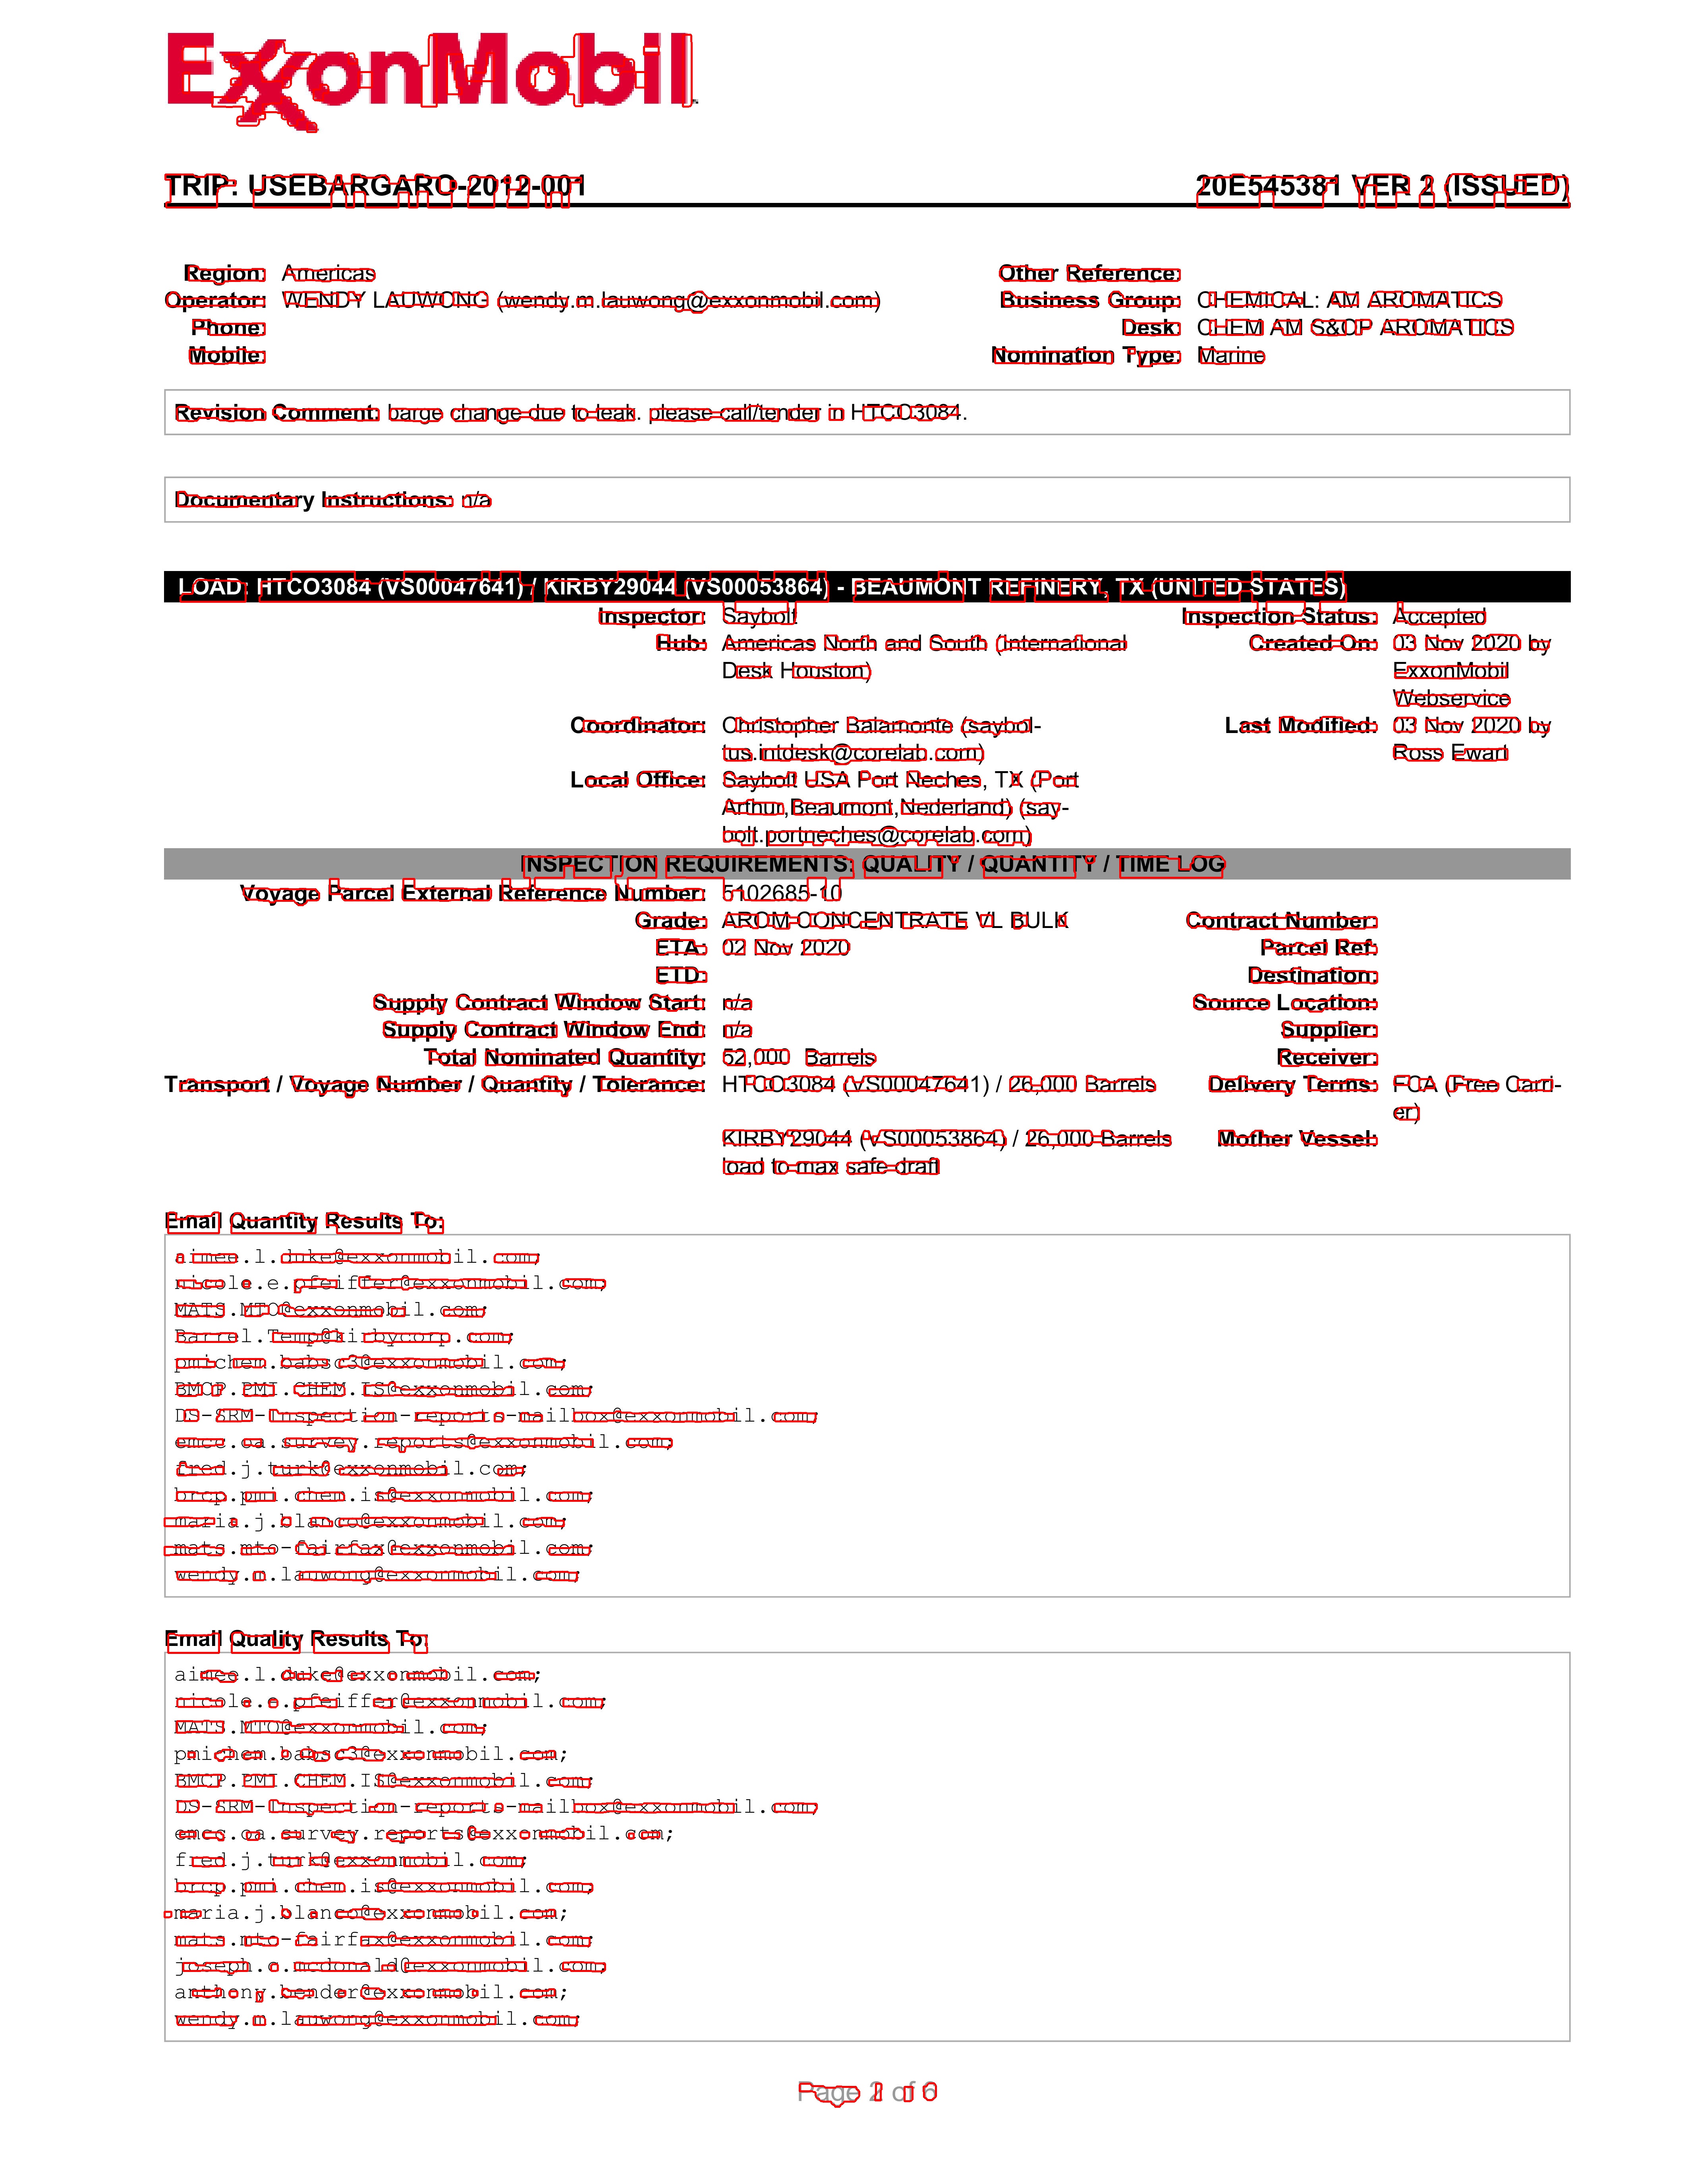 ExxonMobil
TRIP: USEBARGARO-2012-001 20E545381 VER 2 (ISSUED)
Region: Americas Other Reference:
Operator: WENDY LAUWONG (wendy.m.lauwong@exxonmobil.com) Business Group: CHEMICAL: AM AROMATICS
Phone: Desk: CHEM AM S&OP AROMATICS
Mobile: Nomination Type: Marine
Revision Comment: barge change due to leak. please call/tender in HTCO3084.
Documentary Instructions: n/a
LOAD: HTCO3084 (VS00047641) / KIRBY29044 (VS00053864) - BEAUMONT REFINERY, TX (UNITED STATES)
Inspector: Saybolt Inspection Status: Accepted
Hub: Americas North and South (International Created On: 03 Nov 2020 by
Desk Houston) ExxonMobil
Webservice
Coordinator: Christopher Balamonte (saybol- Last Modified: 03 Nov 2020 by
tus.intdesk@corelab.com) Ross Ewart
Local Office: Saybolt USA Port Neches, TX (Port
Arthur,Beaumont,Nederland) (say-
bolt.portneches@corelab.com)
INSPECTION REQUIREMENTS: QUALITY / QUANTITY / TIME LOG
Voyage Parcel External Reference Number: 5102685-10
Grade: AROM CONCENTRATE VL BULK Contract Number:
ETA: 02 Nov 2020 Parcel Ref:
ETD: Destination:
Supply Contract Window Start: n/a Source Location:
Supply Contract Window End: n/a Supplier:
Total Nominated Quantity: 52,000 Barrels Receiver:
Transport / Voyage Number / Quantity / Tolerance: HTCO3084 (VS00047641) / 26,000 Barrels Delivery Terms: FCA (Free Carri-
er)
KIRBY29044 (VS00053864) / 26,000 Barrels Mother Vessel:
load to max safe draft
Email Quantity Results To:
aimee.l.duke@exxonmobil.com;
nicole.e.pfeiffer@exxonmobil.com;
MATS.MTO@exxonmobil.com;
Barrel.Temp@kirbycorp.com;
pmichem.babsc3@exxonmobil.com;
BMCP.PMI.CHEM.IS@exxonmobil.com;
DS-SRM-Inspection-reports-mailbox@exxonmobil.com;
emcc.oa.survey.reports@exxonmobil.com;
fred.j.turk@exxonmobil.com;
brcp.pmi.chem.is@exxonmobil.com;
maria.j.blanco@exxonmobil.com;
mats.mto-fairfax@exxonmobil.com;
wendy.m.lauwong@exxonmobil.com;
Email Quality Results To:
aimee.l.duke@exxonmobil.com;
nicole.e.pfeiffer@exxonmobil.com;
MATS.MTO@exxonmobil.com;
pmichem.babsc3@exxonmobil.com;
BMCP.PMI.CHEM.IS@exxonmobil.com;
DS-SRM-Inspection-reports-mailbox@exxonmobil.com;
emcc.oa.survey.reports@exxonmobil.com;
fred.j.turk@exxonmobil.com;
brcp.pmi.chem.is@exxonmobil.com;
maria.j.blanco@exxonmobil.com;
mats.mto-fairfax@exxonmobil.com;
joseph.e.mcdonald@exxonmobil.com;
anthony.bender@exxonmobil.com;
wendy.m.lauwong@exxonmobil.com;
Page 2 of 6